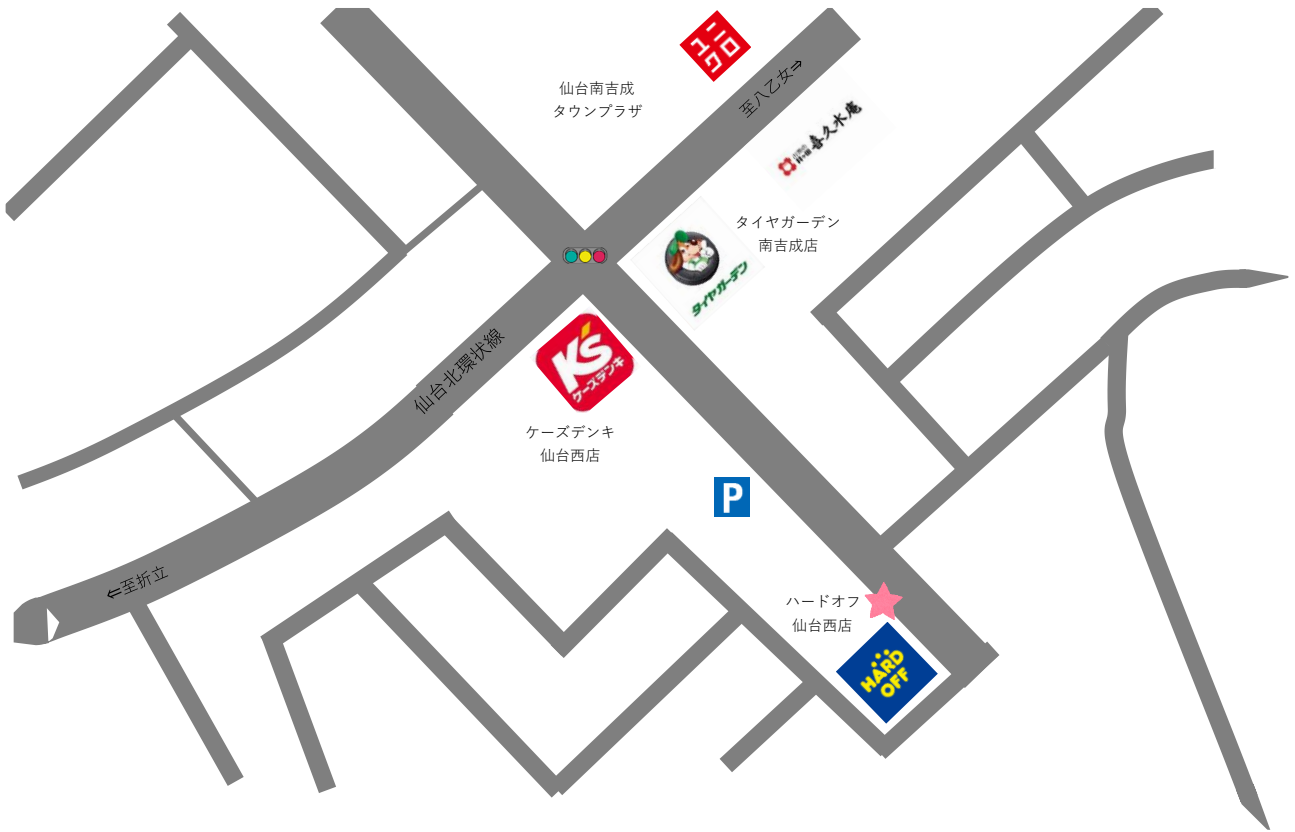 ユニクロ
仙台南吉成
タウンプラザ
至八乙女⇒
喜久水庵
タイヤガーデン
南吉成店
タイヤガーデン
仙台北環状線
K'S
ケーズデンキ
ケーズデンキ
仙台西店
P
⇐至折立
ハードオフ
仙台西店
HARD
OFF